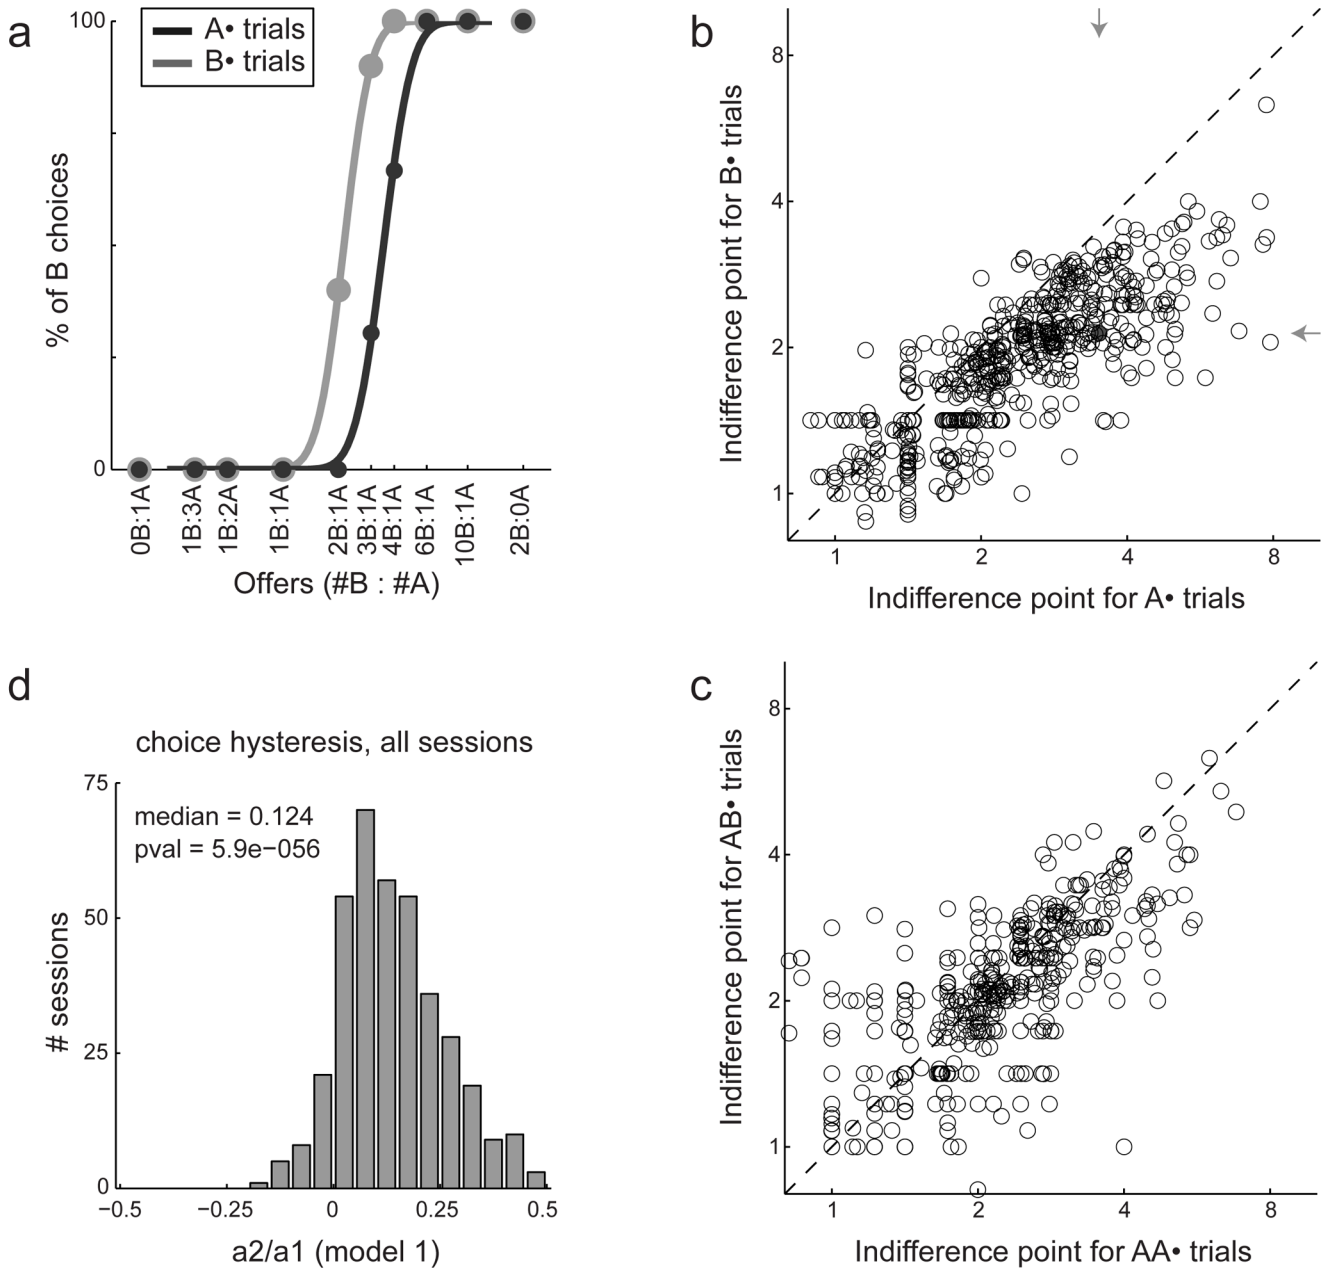 a
100
A• trials
B• trials
% of B choices
0
0B:1A
1B:3A
1B:2A
1B:1A
2B:1A
3B:1A
4B:1A
6B:1A
10B:1A
2B:0A
Offers (#B : #A)
b
8
4
2
1
Indifference point for B• trials
1
2
4
8
Indifference point for A• trials
d
choice hysteresis, all sessions
median = 0.124
pval = 5.9e−056
75
50
25
0
# sessions
−0.5
−0.25
0
0.25
0.5
a2/a1 (model 1)
c
8
4
2
1
Indifference point for AB• trials
1
2
4
8
Indifference point for AA• trials